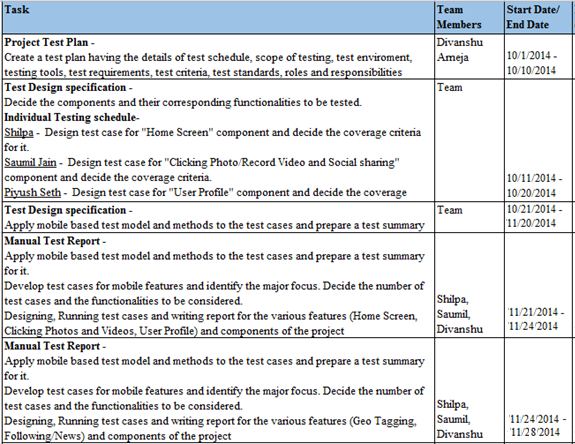 Task
Team Members
Start Date/ End Date
Project Test Plan -
Create a test plan having the details of test schedule, scope of testing, test enviroment,
testing tools, test requirements, test criteria, test standards, roles and responsibilities
Divanshu
Arneja
10/1/2014 -
10/10/2014
Test Design specification -
Decide the components and their corresponding functionalities to be tested.
Individual Testing schedule-
Shilpa - Design test case for "Home Screen" component and decide the coverage criteria
for it.
Saumil Jain - Design test case for "Clicking Photo/Record Video and Social sharing"
component and decide the coverage criteria.
Piyush Seth - Design test case for "User Profile" component and decide the coverage
Team
10/11/2014 -
10/20/2014
Test Design specification -
Apply mobile based test model and methods to the test cases and prepare a test summary
Team
10/21/2014 -
11/20/2014
Manual Test Report -
Apply mobile based test model and methods to the test cases and prepare a test summary
for it.
Develop test cases for mobile features and identify the major focus. Decide the number of
test cases and the functionalities to be considered.
Designing, Running test cases and writing report for the various features (Home Screen,
Clicking Photos and Videos, User Profile) and components of the project
Shilpa,
Saumil,
Divanshu
11/21/2014 -
11/24/2014
Manual Test Report -
Apply mobile based test model and methods to the test cases and prepare a test summary
for it.
Develop test cases for mobile features and identify the major focus. Decide the number of
test cases and the functionalities to be considered.
Designing, Running test cases and writing report for the various features (Geo Tagging,
Following/News) and components of the project
Shilpa,
Saumil,
Divanshu
11/24/2014 -
11/28/2014